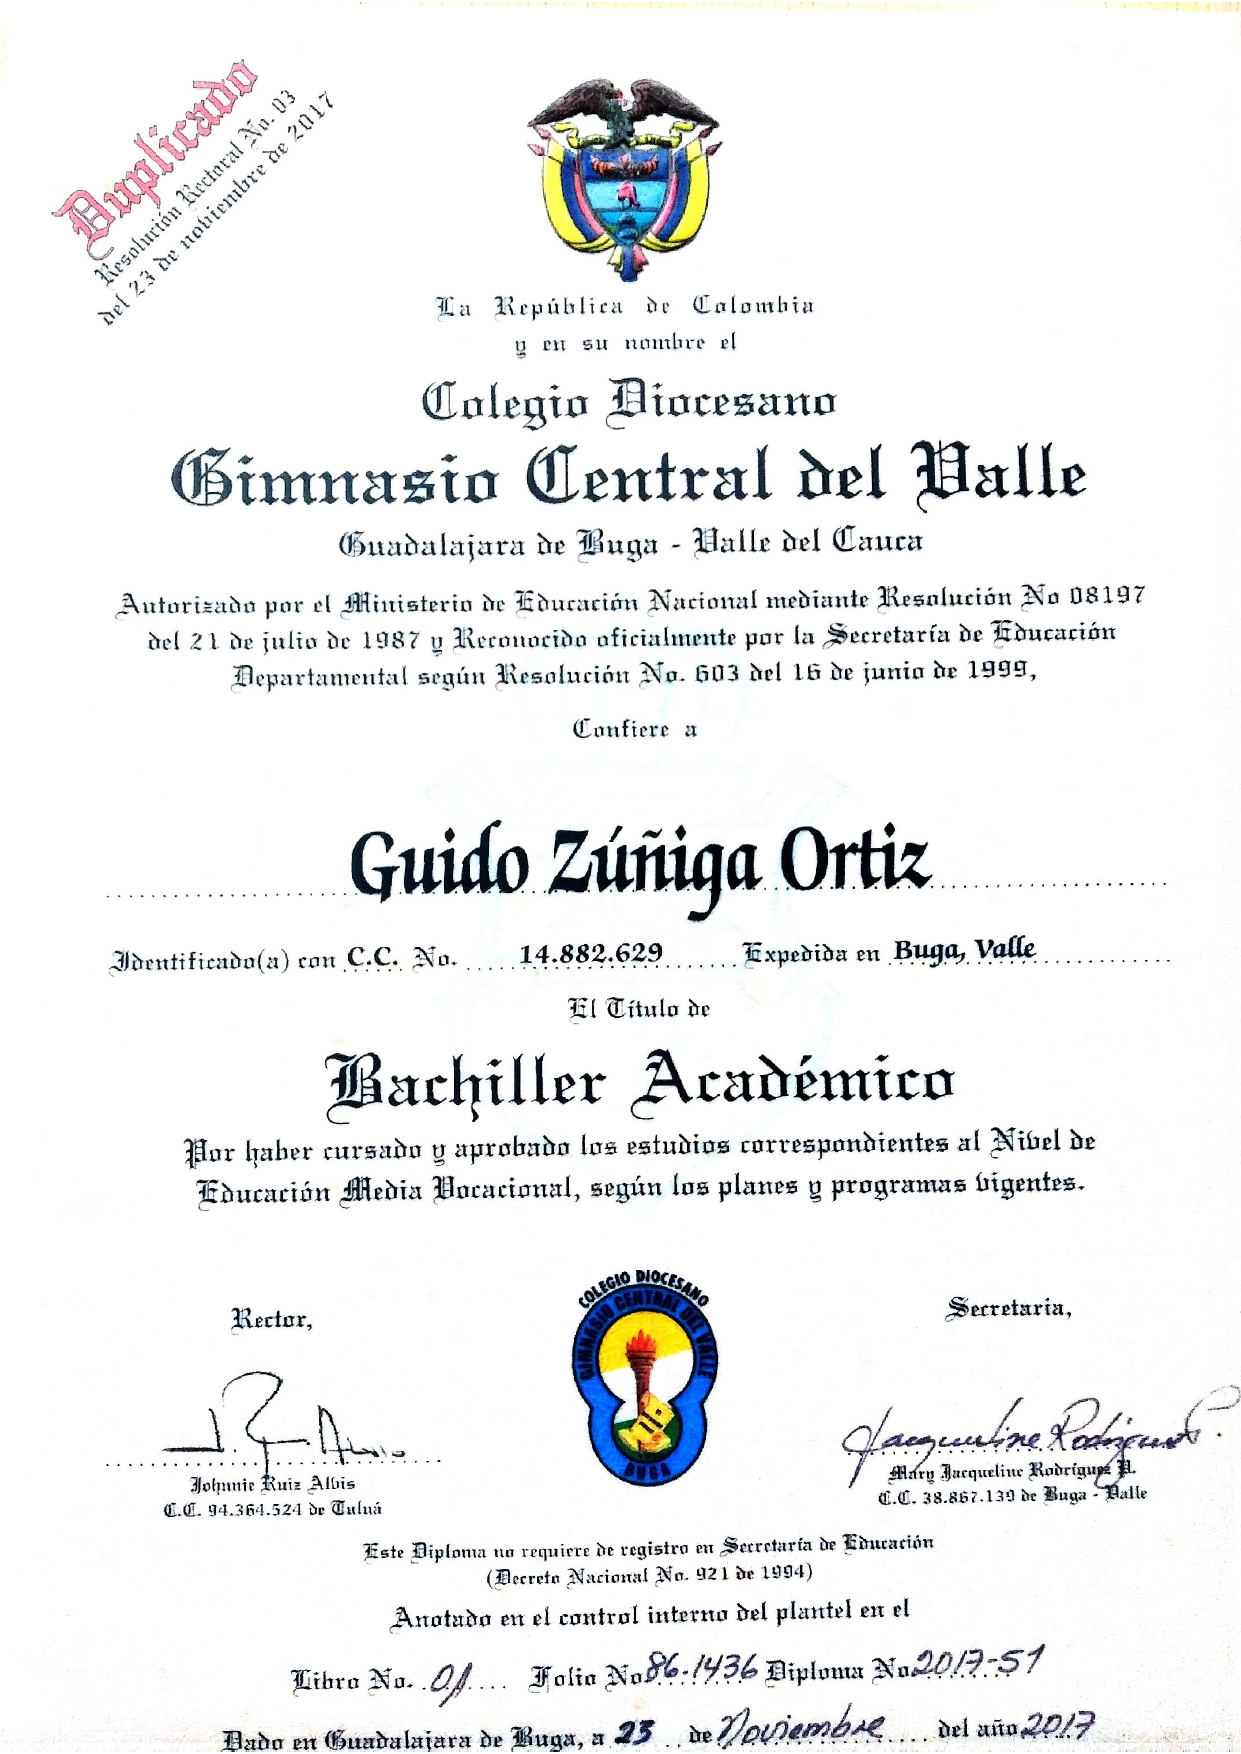 Duplicado
Resolución Rectoral No. 03
del 23 de noviembre de 2017
La República de Colombia
y en su nombre el
Colegio Diocesano
Gimnasio Central del Valle
Guadalajara de Buga - Valle del Cauca
Autorizado por el Ministerio de Educación Nacional mediante Resolución No 08197
del 21 de julio de 1987 y Reconocido oficialmente por la Secretaría de Educación
Departamental según Resolución No. 603 del 16 de junio de 1999,
Confiere a
Guido Zúñiga Ortiz
Identificado(a) con C.C. No. 14.882.629 Expedida en Buga, Valle
El Título de
Bachiller Académico
Por haber cursado y aprobado los estudios correspondientes al Nivel de
Educación Media Vocacional, según los planes y programas vigentes.
Rector,
Secretaria,
COLEGIO DIOCESANO
GIMNASIO CENTRAL DEL VALLE
BUGA
Jacqueline Rodríguez P.
Johnnie Ruiz Albis
C.C. 94.364.524 de Tuluá
Mary Jacqueline Rodríguez P.
C.C. 38.867.139 de Buga - Valle
Este Diploma no requiere de registro en Secretaría de Educación
(Decreto Nacional No. 921 de 1994)
Anotado en el control interno del plantel en el
Libro No. 01 Folio No 86-1436 Diploma No 2017-51
Dado en Guadalajara de Buga, a 23 de Noviembre del año 2017